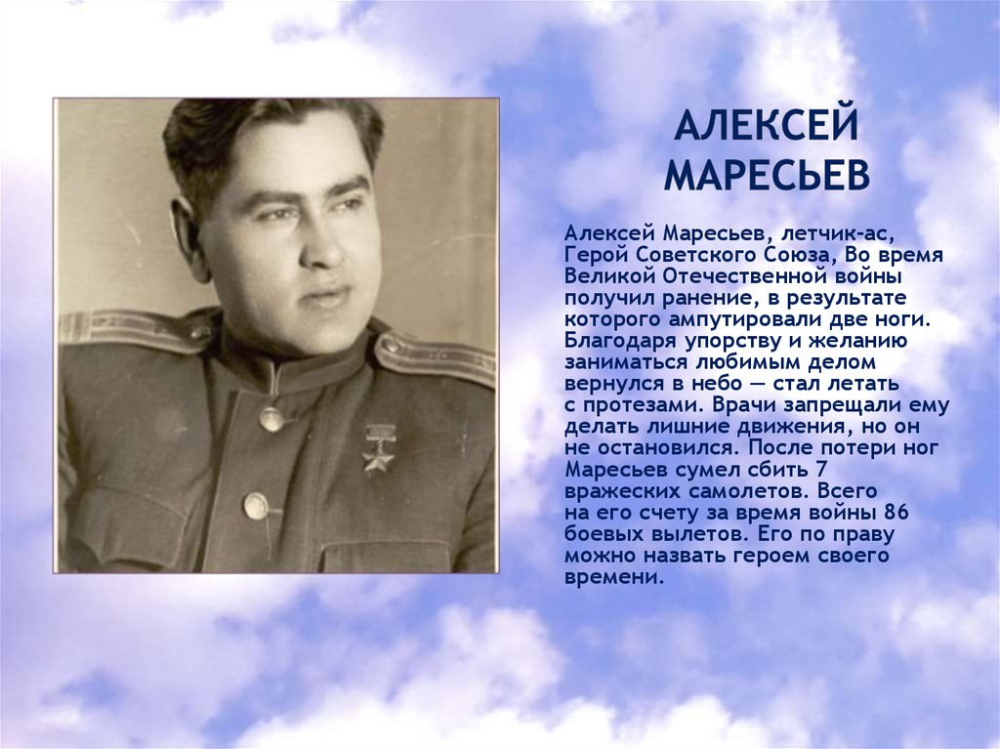 АЛЕКСЕЙ
МАРЕСЬЕВ
Алексей Маресьев, летчик-ас,
Герой Советского Союза, Во время
Великой Отечественной войны
получил ранение, в результате
которого ампутировали две ноги.
Благодаря упорству и желанию
заниматься любимым делом
вернулся в небо — стал летать
с протезами. Врачи запрещали ему
делать лишние движения, но он
не остановился. После потери ног
Маресьев сумел сбить 7
вражеских самолетов. Всего
на его счету за время войны 86
боевых вылетов. Его по праву
можно назвать героем своего
времени.